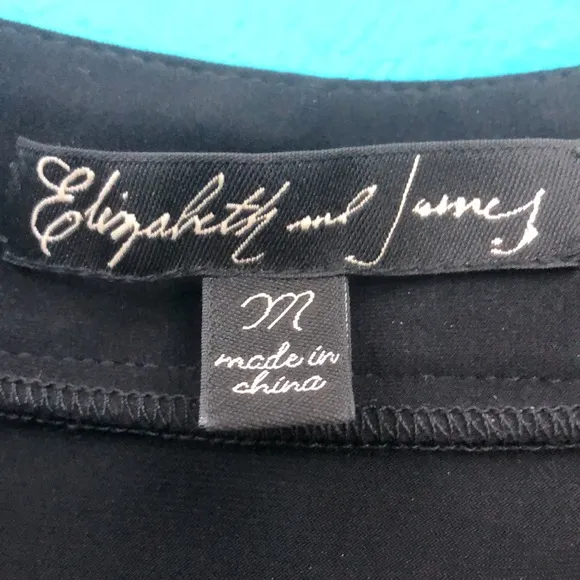 Elizabeth and James
M
made in
china